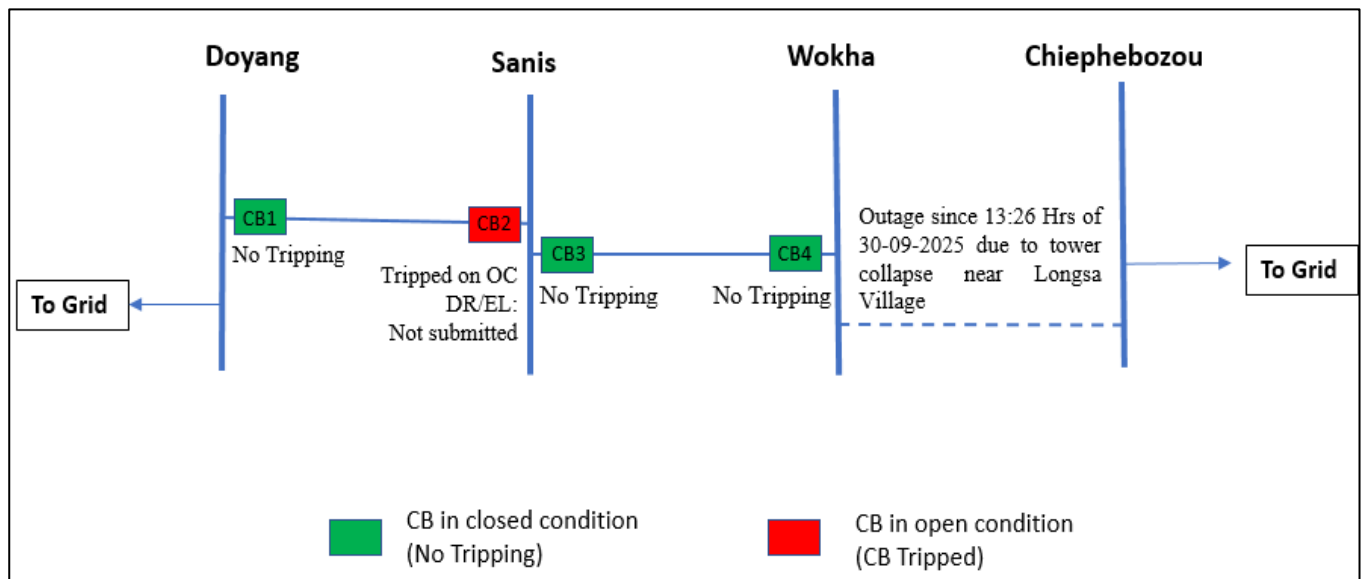 Doyang
Sanis
Wokha
Chiephebozou
CB1
No Tripping
CB2
Tripped on OC
DR/EL:
Not submitted
CB3
No Tripping
CB4
No Tripping
Outage since 13:26 Hrs of
30-09-2025 due to tower
collapse near Longsa
Village
To Grid
To Grid
CB in closed condition
(No Tripping)
CB in open condition
(CB Tripped)